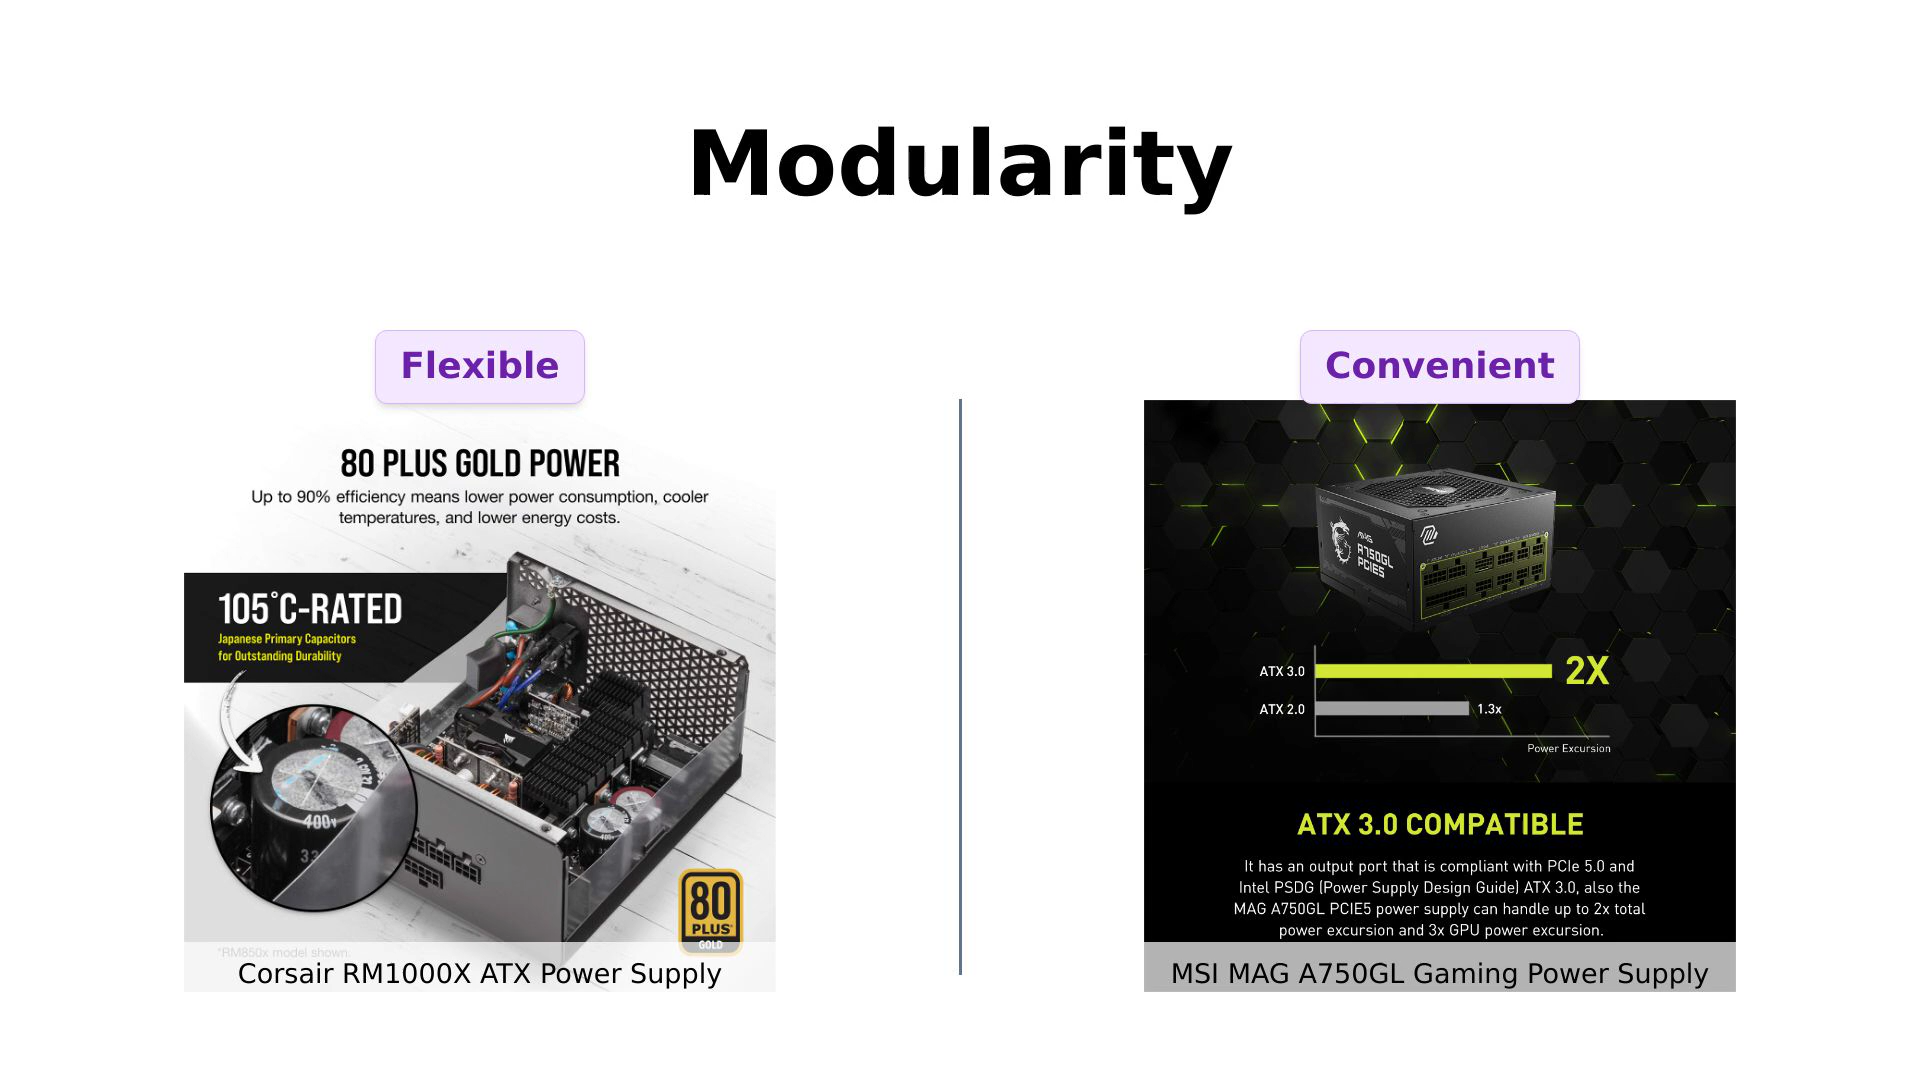 Modularity
Flexible
80 PLUS GOLD POWER
Up to 90% efficiency means lower power consumption, cooler
temperatures, and lower energy costs.
105°C-RATED
Japanese Primary Capacitors
for Outstanding Durability
400v
33
80
PLUS
GOLD
*RM850x model shown.
Corsair RM1000X ATX Power Supply
Convenient
MAG
A750GL
PCIE5
ATX 3.0
2X
ATX 2.0
1.3x
Power Excursion
ATX 3.0 COMPATIBLE
It has an output port that is compliant with PCIe 5.0 and
Intel PSDG (Power Supply Design Guide) ATX 3.0, also the
MAG A750GL PCIE5 power supply can handle up to 2x total
power excursion and 3x GPU power excursion.
MSI MAG A750GL Gaming Power Supply